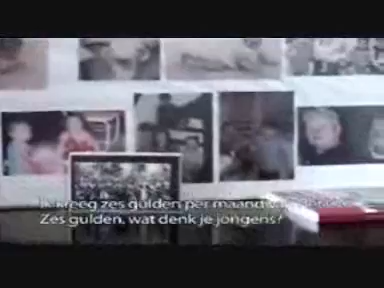 Ik kreeg zes gulden per maand
Zes gulden, wat denk je jongens?